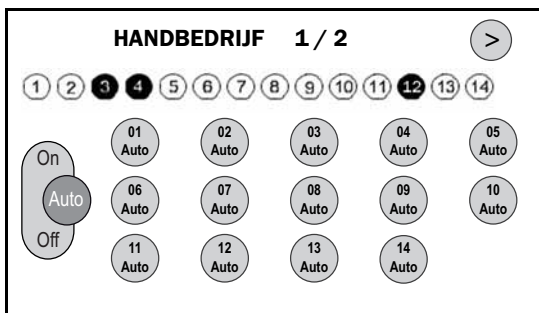 HANDBEDRIJF 1 / 2 >
1 2 3 4 5 6 7 8 9 10 11 12 13 14
On
Auto
Off
01 02 03 04 05
Auto Auto Auto Auto Auto
06 07 08 09 10
Auto Auto Auto Auto Auto
11 12 13 14
Auto Auto Auto Auto